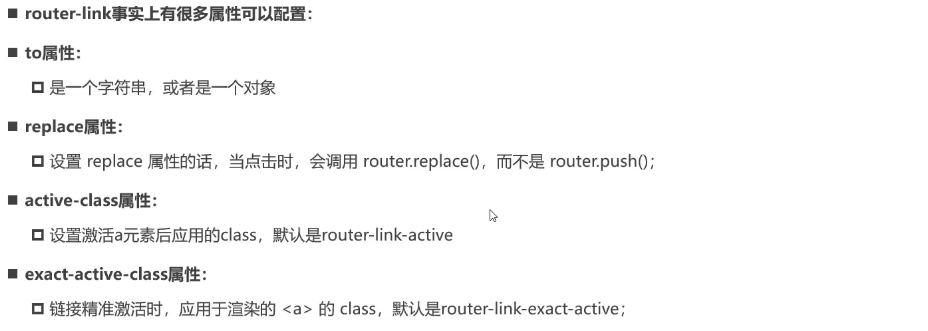 router-link事实上有很多属性可以配置：
to属性：
是一个字符串，或者是一个对象
replace属性：
设置 replace 属性的话，当点击时，会调用 router.replace()，而不是 router.push()；
active-class属性：
设置激活a元素后应用的class，默认是router-link-active
exact-active-class属性：
链接精准激活时，应用于渲染的 <a> 的 class，默认是router-link-exact-active；